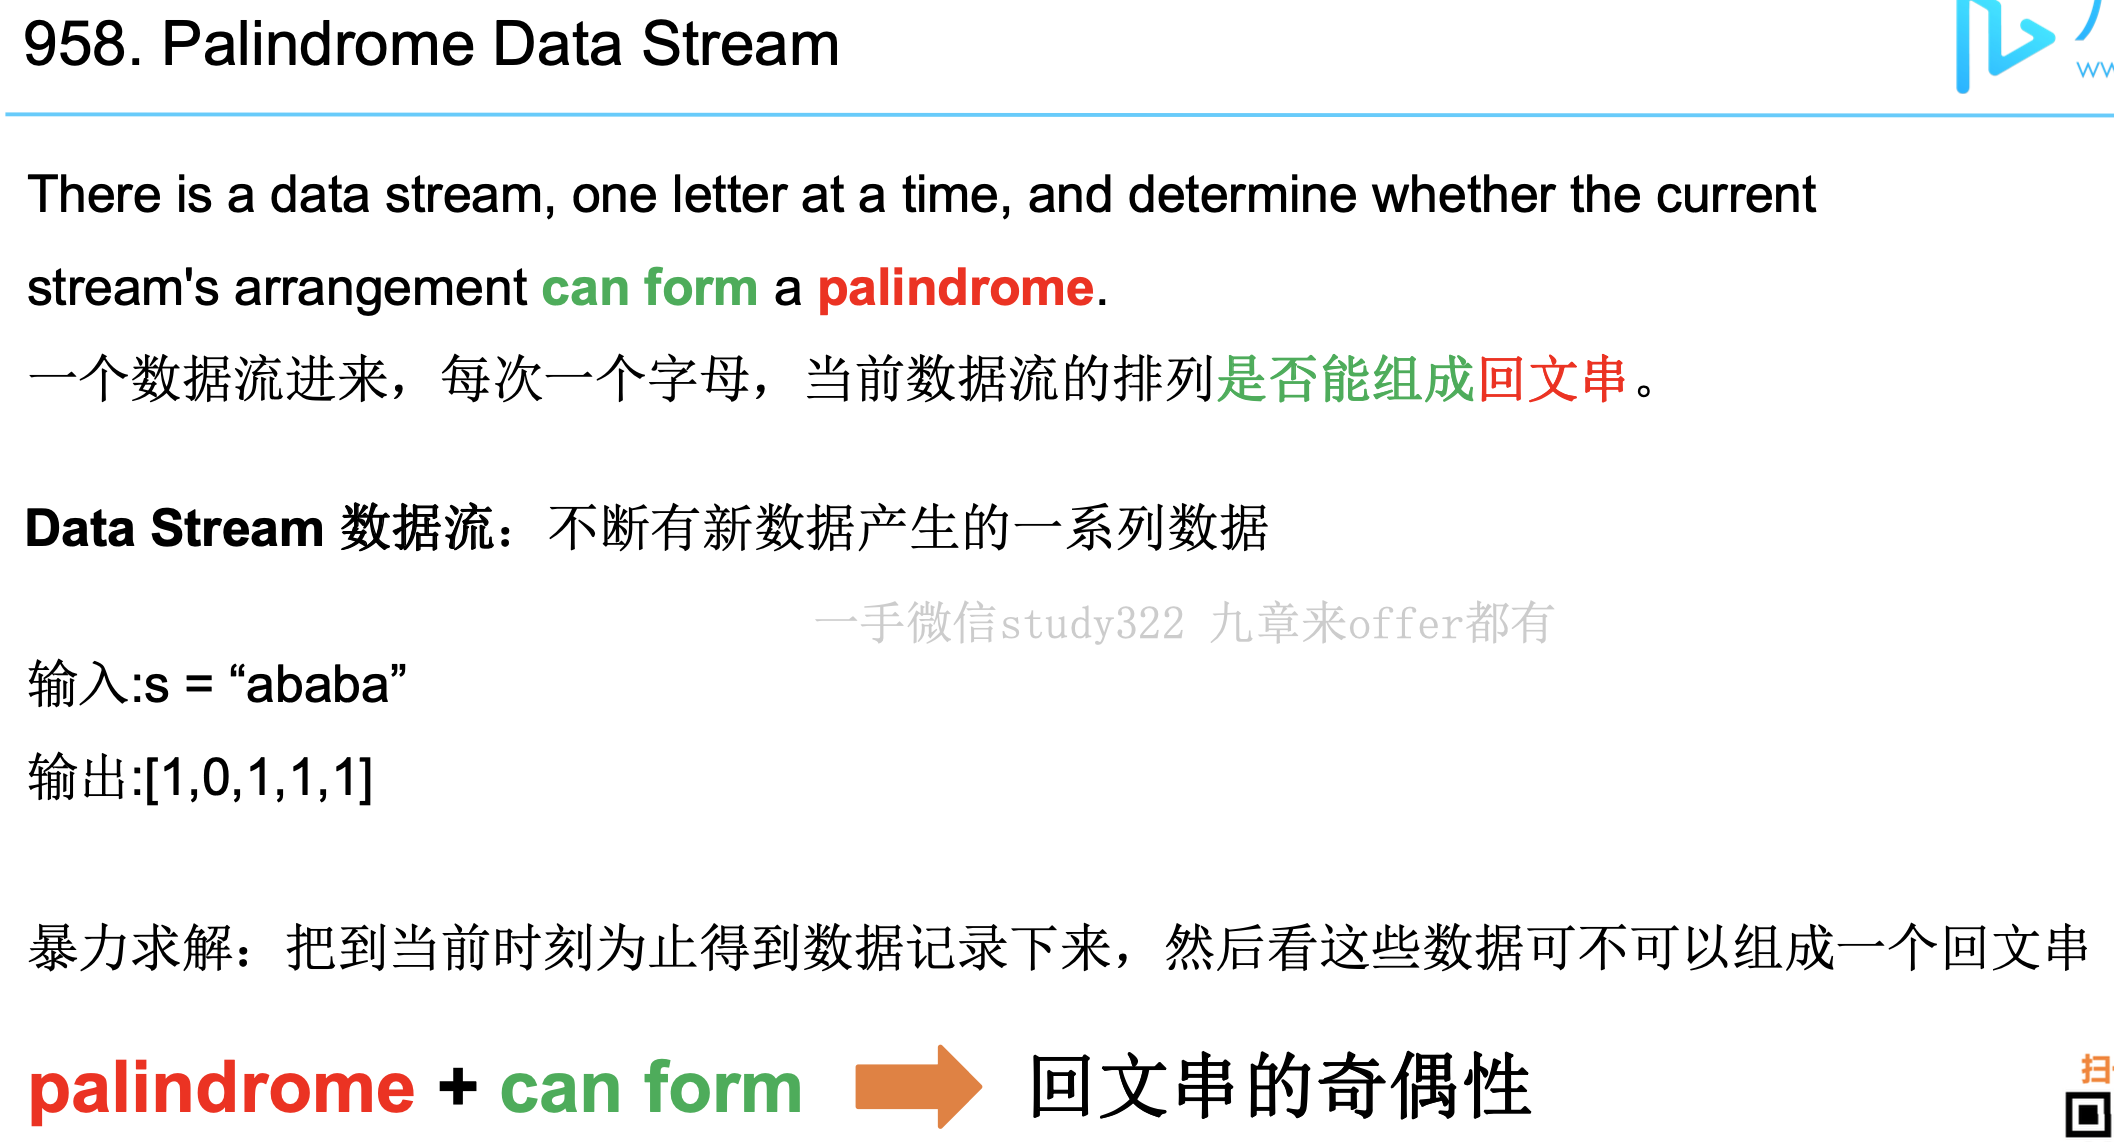 958. Palindrome Data Stream
There is a data stream, one letter at a time, and determine whether the current
stream's arrangement can form a palindrome.
一个数据流进来，每次一个字母，当前数据流的排列是否能组成回文串。
Data Stream 数据流：不断有新数据产生的一系列数据
一手微信study322 九章来offer都有
输入:s = “ababa”
输出:[1,0,1,1,1]
暴力求解：把到当前时刻为止得到数据记录下来，然后看这些数据可不可以组成一个回文串
palindrome + can form 回文串的奇偶性
扫